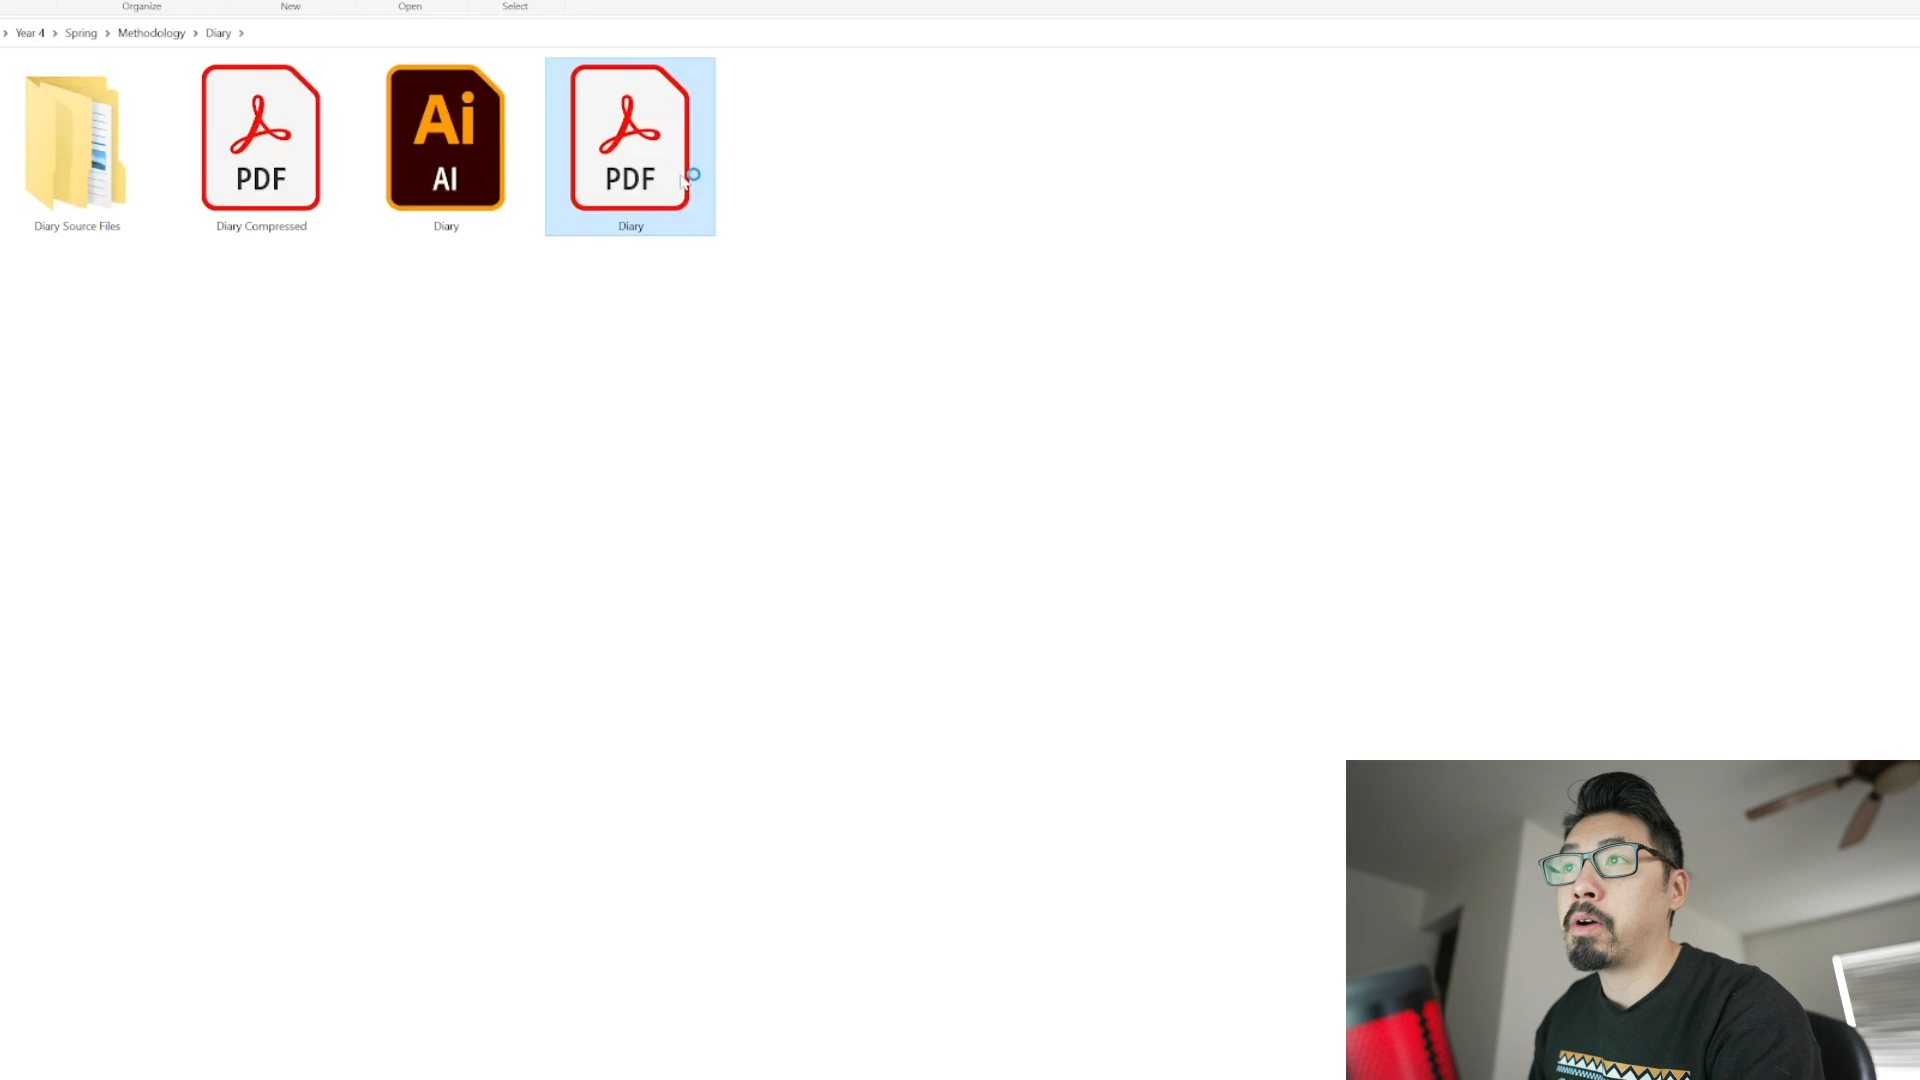 Organize New Open Select
Year 4 Spring Methodology Diary
PDF Ai AI PDF
Diary Source Files Diary Compressed Diary Diary